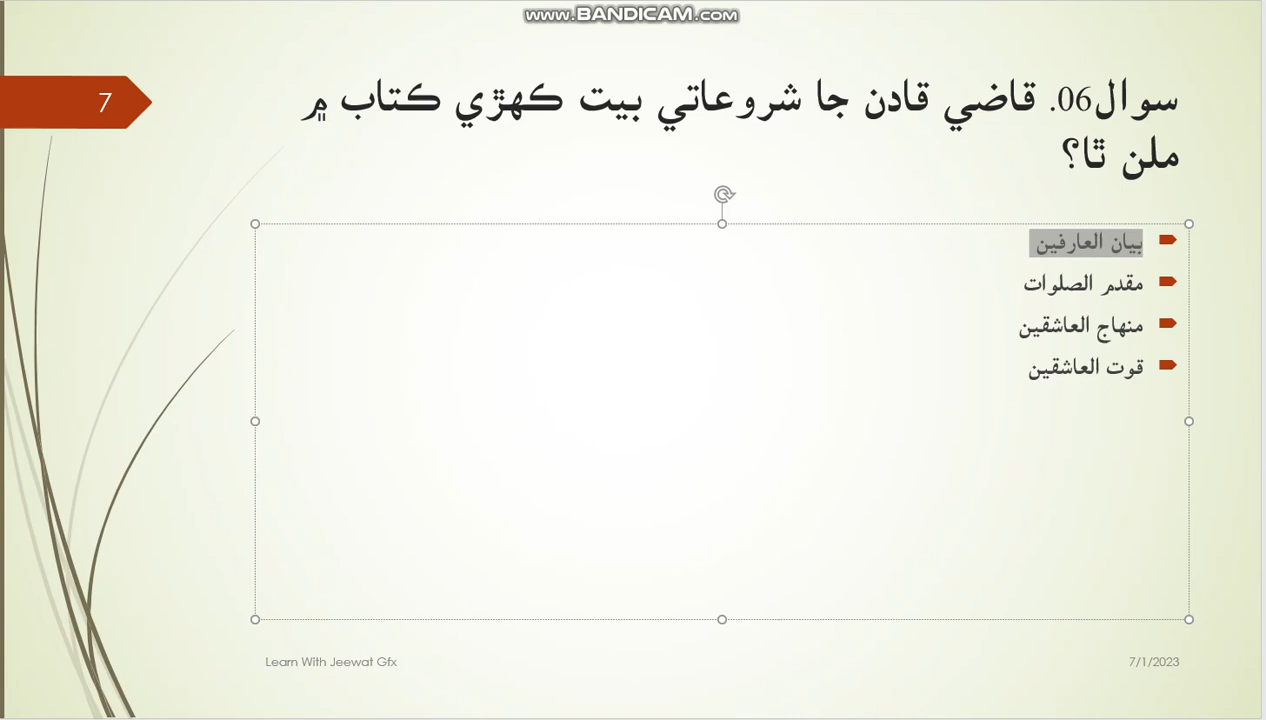 www.BANDICAM.com
7
سوال06. قاضي قادن جا شروعاتي بيت ڪهڙي ڪتاب ۾
ملن ٿا؟
بيان العارفين
مقدم الصلوات
منهاج العاشقين
قوت العاشقين
Learn With Jeewat Gfx
7/1/2023